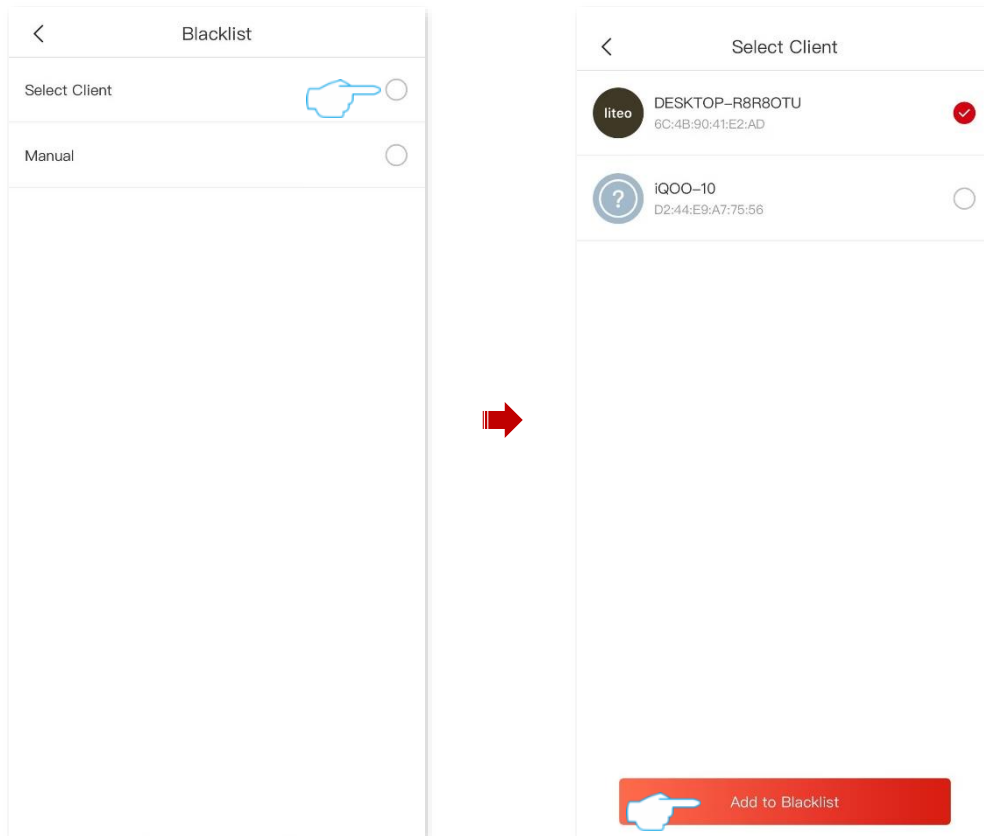 Blacklist
Select Client
Manual
Select Client
liteo
DESKTOP–R8R8OTU
6C:4B:90:41:E2:AD
?
iQOO–10
D2:44:E9:A7:75:56
Add to Blacklist